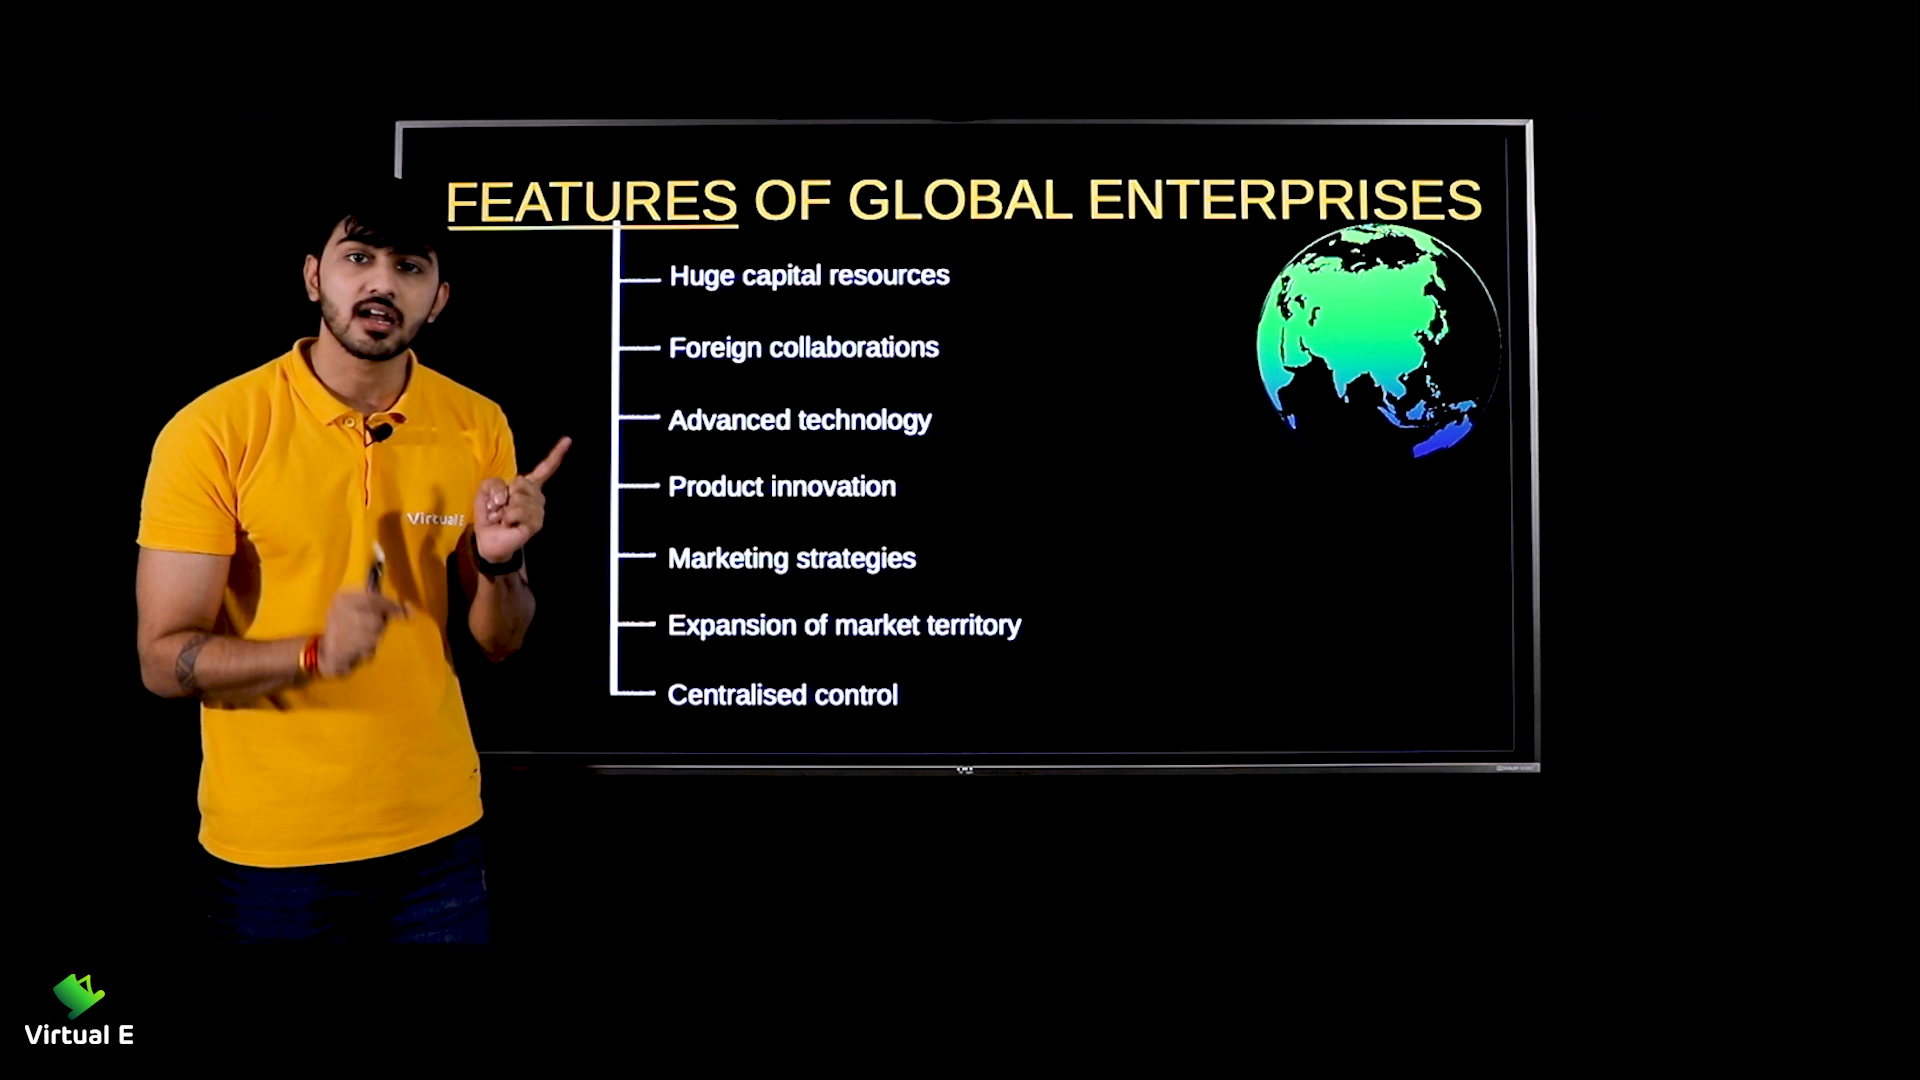 FEATURES OF GLOBAL ENTERPRISES
Huge capital resources
Foreign collaborations
Advanced technology
Product innovation
Marketing strategies
Expansion of market territory
Centralised control
Virtual E
Virtual E